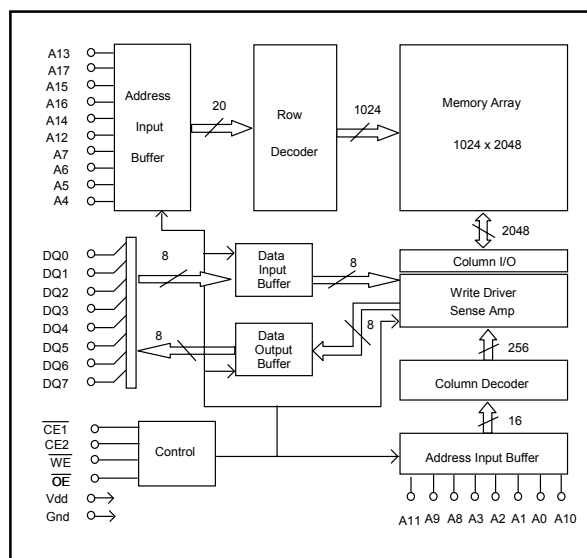 A13
A17
A15
A16
A14
A12
A7
A6
A5
A4
Address
Input
Buffer
20
Row
Decoder
1024
Memory Array
1024 x 2048
2048
DQ0
DQ1
DQ2
DQ3
DQ4
DQ5
DQ6
DQ7
8
Data
Input
Buffer
8
Column I/O
Write Driver
Sense Amp
8
Data
Output
Buffer
8
256
Column Decoder
16
CE1
CE2
WE
OE
Vdd
Gnd
Control
Address Input Buffer
A11 A9 A8 A3 A2 A1 A0 A10